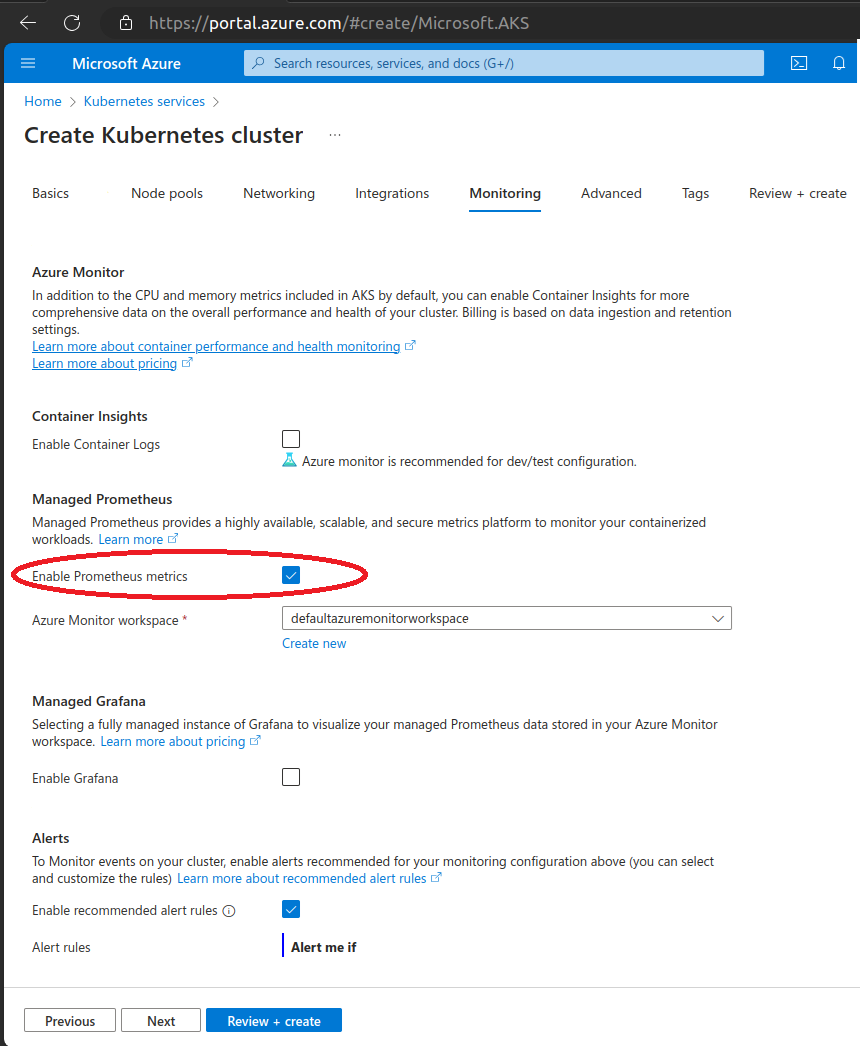 https://portal.azure.com/#create/Microsoft.AKS
Microsoft Azure
Search resources, services, and docs (G+/)
Home > Kubernetes services >
Create Kubernetes cluster ...
Basics Node pools Networking Integrations Monitoring Advanced Tags Review + create
Azure Monitor
In addition to the CPU and memory metrics included in AKS by default, you can enable Container Insights for more
comprehensive data on the overall performance and health of your cluster. Billing is based on data ingestion and retention
settings.
Learn more about container performance and health monitoring
Learn more about pricing
Container Insights
Enable Container Logs
Azure monitor is recommended for dev/test configuration.
Managed Prometheus
Managed Prometheus provides a highly available, scalable, and secure metrics platform to monitor your containerized
workloads. Learn more
Enable Prometheus metrics
Azure Monitor workspace * defaultazuremonitorworkspace
Create new
Managed Grafana
Selecting a fully managed instance of Grafana to visualize your managed Prometheus data stored in your Azure Monitor
workspace. Learn more about pricing
Enable Grafana
Alerts
To Monitor events on your cluster, enable alerts recommended for your monitoring configuration above (you can select
and customize the rules) Learn more about recommended alert rules
Enable recommended alert rules
Alert rules Alert me if
Previous Next Review + create